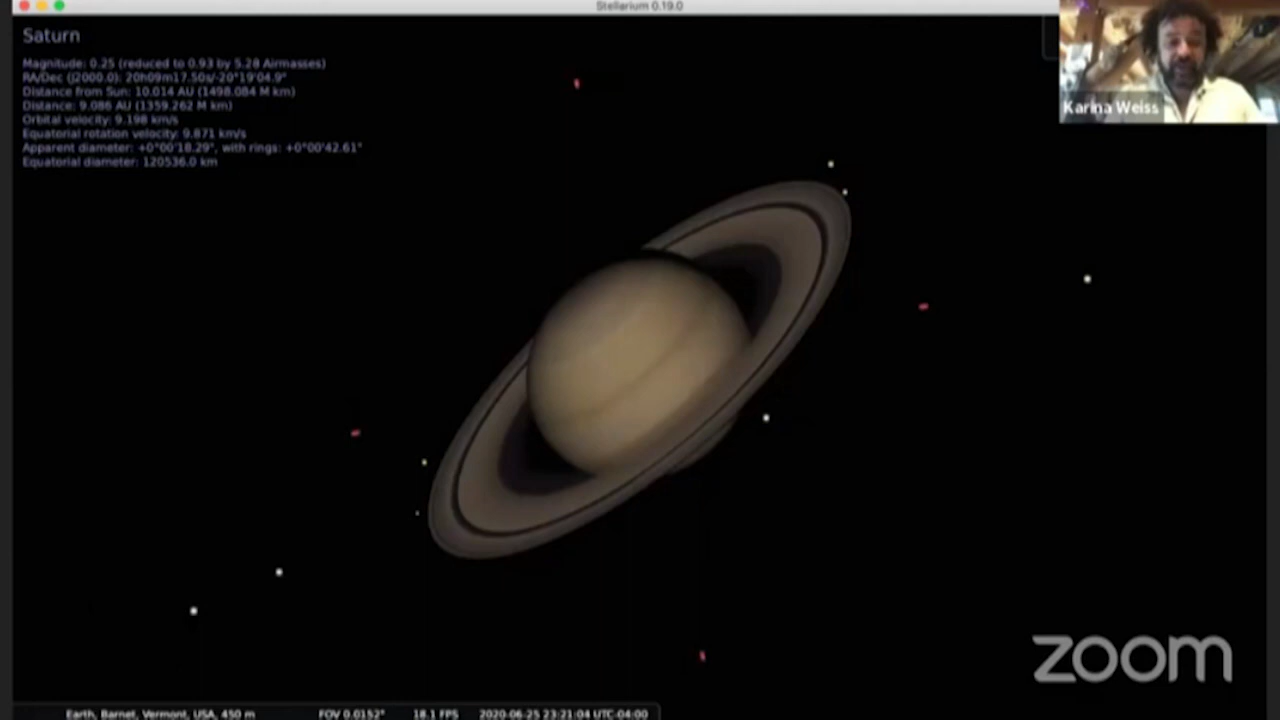 Stellarium 0.19.0
Saturn
Magnitude: 0.25 (reduced to 0.93 by 5.28 Airmasses)
RA/Dec (J2000.0): 20h09m17.50s/-20°19'04.9"
Distance from Sun: 10.014 AU (1498.084 M km)
Distance: 9.086 AU (1359.262 M km)
Orbital velocity: 9.198 km/s
Equatorial rotation velocity: 9.871 km/s
Apparent diameter: +0°00'18.29", with rings: +0°00'42.61"
Equatorial diameter: 120536.0 km
Karina Weiss
zoom
Earth, Barnet, Vermont, USA, 450 m FOV 0.0152° 18.1 FPS 2020-06-25 23:21:04 UTC-04:00